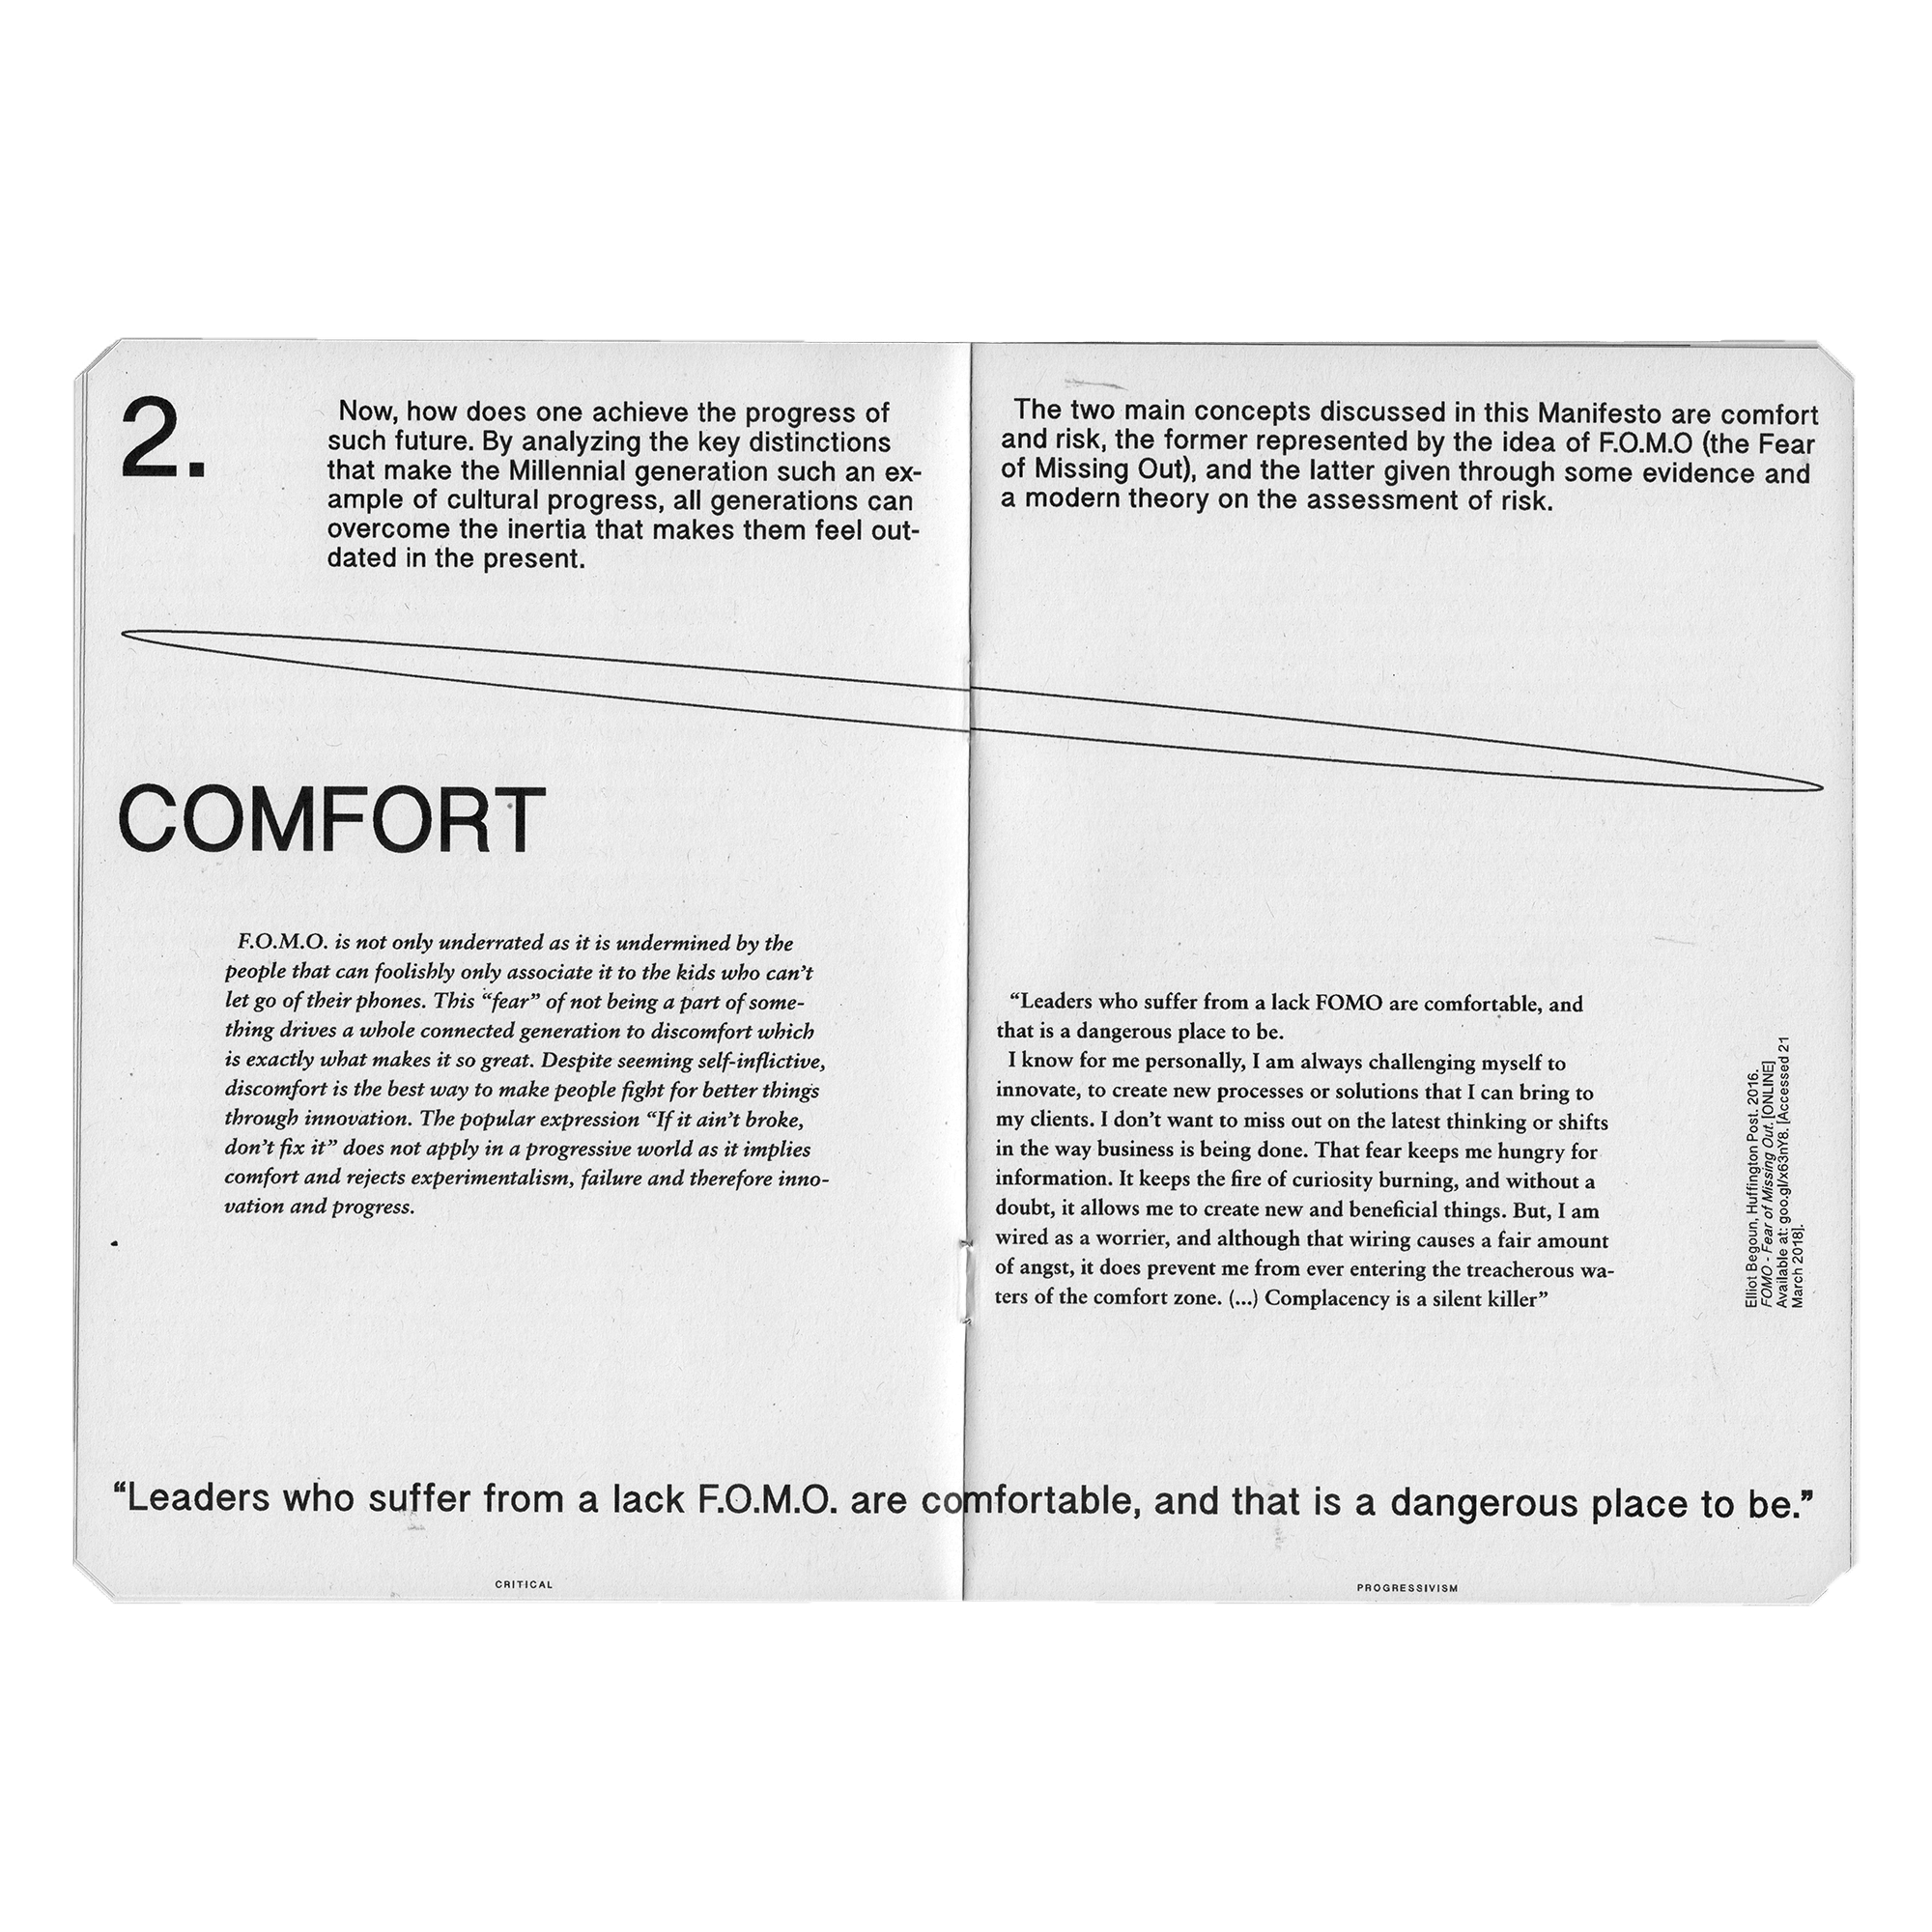 2.
Now, how does one achieve the progress of
such future. By analyzing the key distinctions
that make the Millennial generation such an ex-
ample of cultural progress, all generations can
overcome the inertia that makes them feel out-
dated in the present.
COMFORT
F.O.M.O. is not only underrated as it is undermined by the
people that can foolishly only associate it to the kids who can’t
let go of their phones. This “fear” of not being a part of some-
thing drives a whole connected generation to discomfort which
is exactly what makes it so great. Despite seeming self-inflictive,
discomfort is the best way to make people fight for better things
through innovation. The popular expression “If it ain’t broke,
don’t fix it” does not apply in a progressive world as it implies
comfort and rejects experimentalism, failure and therefore inno-
vation and progress.
The two main concepts discussed in this Manifesto are comfort
and risk, the former represented by the idea of F.O.M.O (the Fear
of Missing Out), and the latter given through some evidence and
a modern theory on the assessment of risk.
“Leaders who suffer from a lack FOMO are comfortable, and
that is a dangerous place to be.
I know for me personally, I am always challenging myself to
innovate, to create new processes or solutions that I can bring to
my clients. I don’t want to miss out on the latest thinking or shifts
in the way business is being done. That fear keeps me hungry for
information. It keeps the fire of curiosity burning, and without a
doubt, it allows me to create new and beneficial things. But, I am
wired as a worrier, and although that wiring causes a fair amount
of angst, it does prevent me from ever entering the treacherous wa-
ters of the comfort zone. (...) Complacency is a silent killer”
Elliot Begoun, Huffington Post. 2016.
FOMO - Fear of Missing Out. [ONLINE]
Available at: goo.gl/x63nY8. [Accessed 21
March 2018].
“Leaders who suffer from a lack F.O.M.O. are comfortable, and that is a dangerous place to be.”
CRITICAL
PROGRESSIVISM